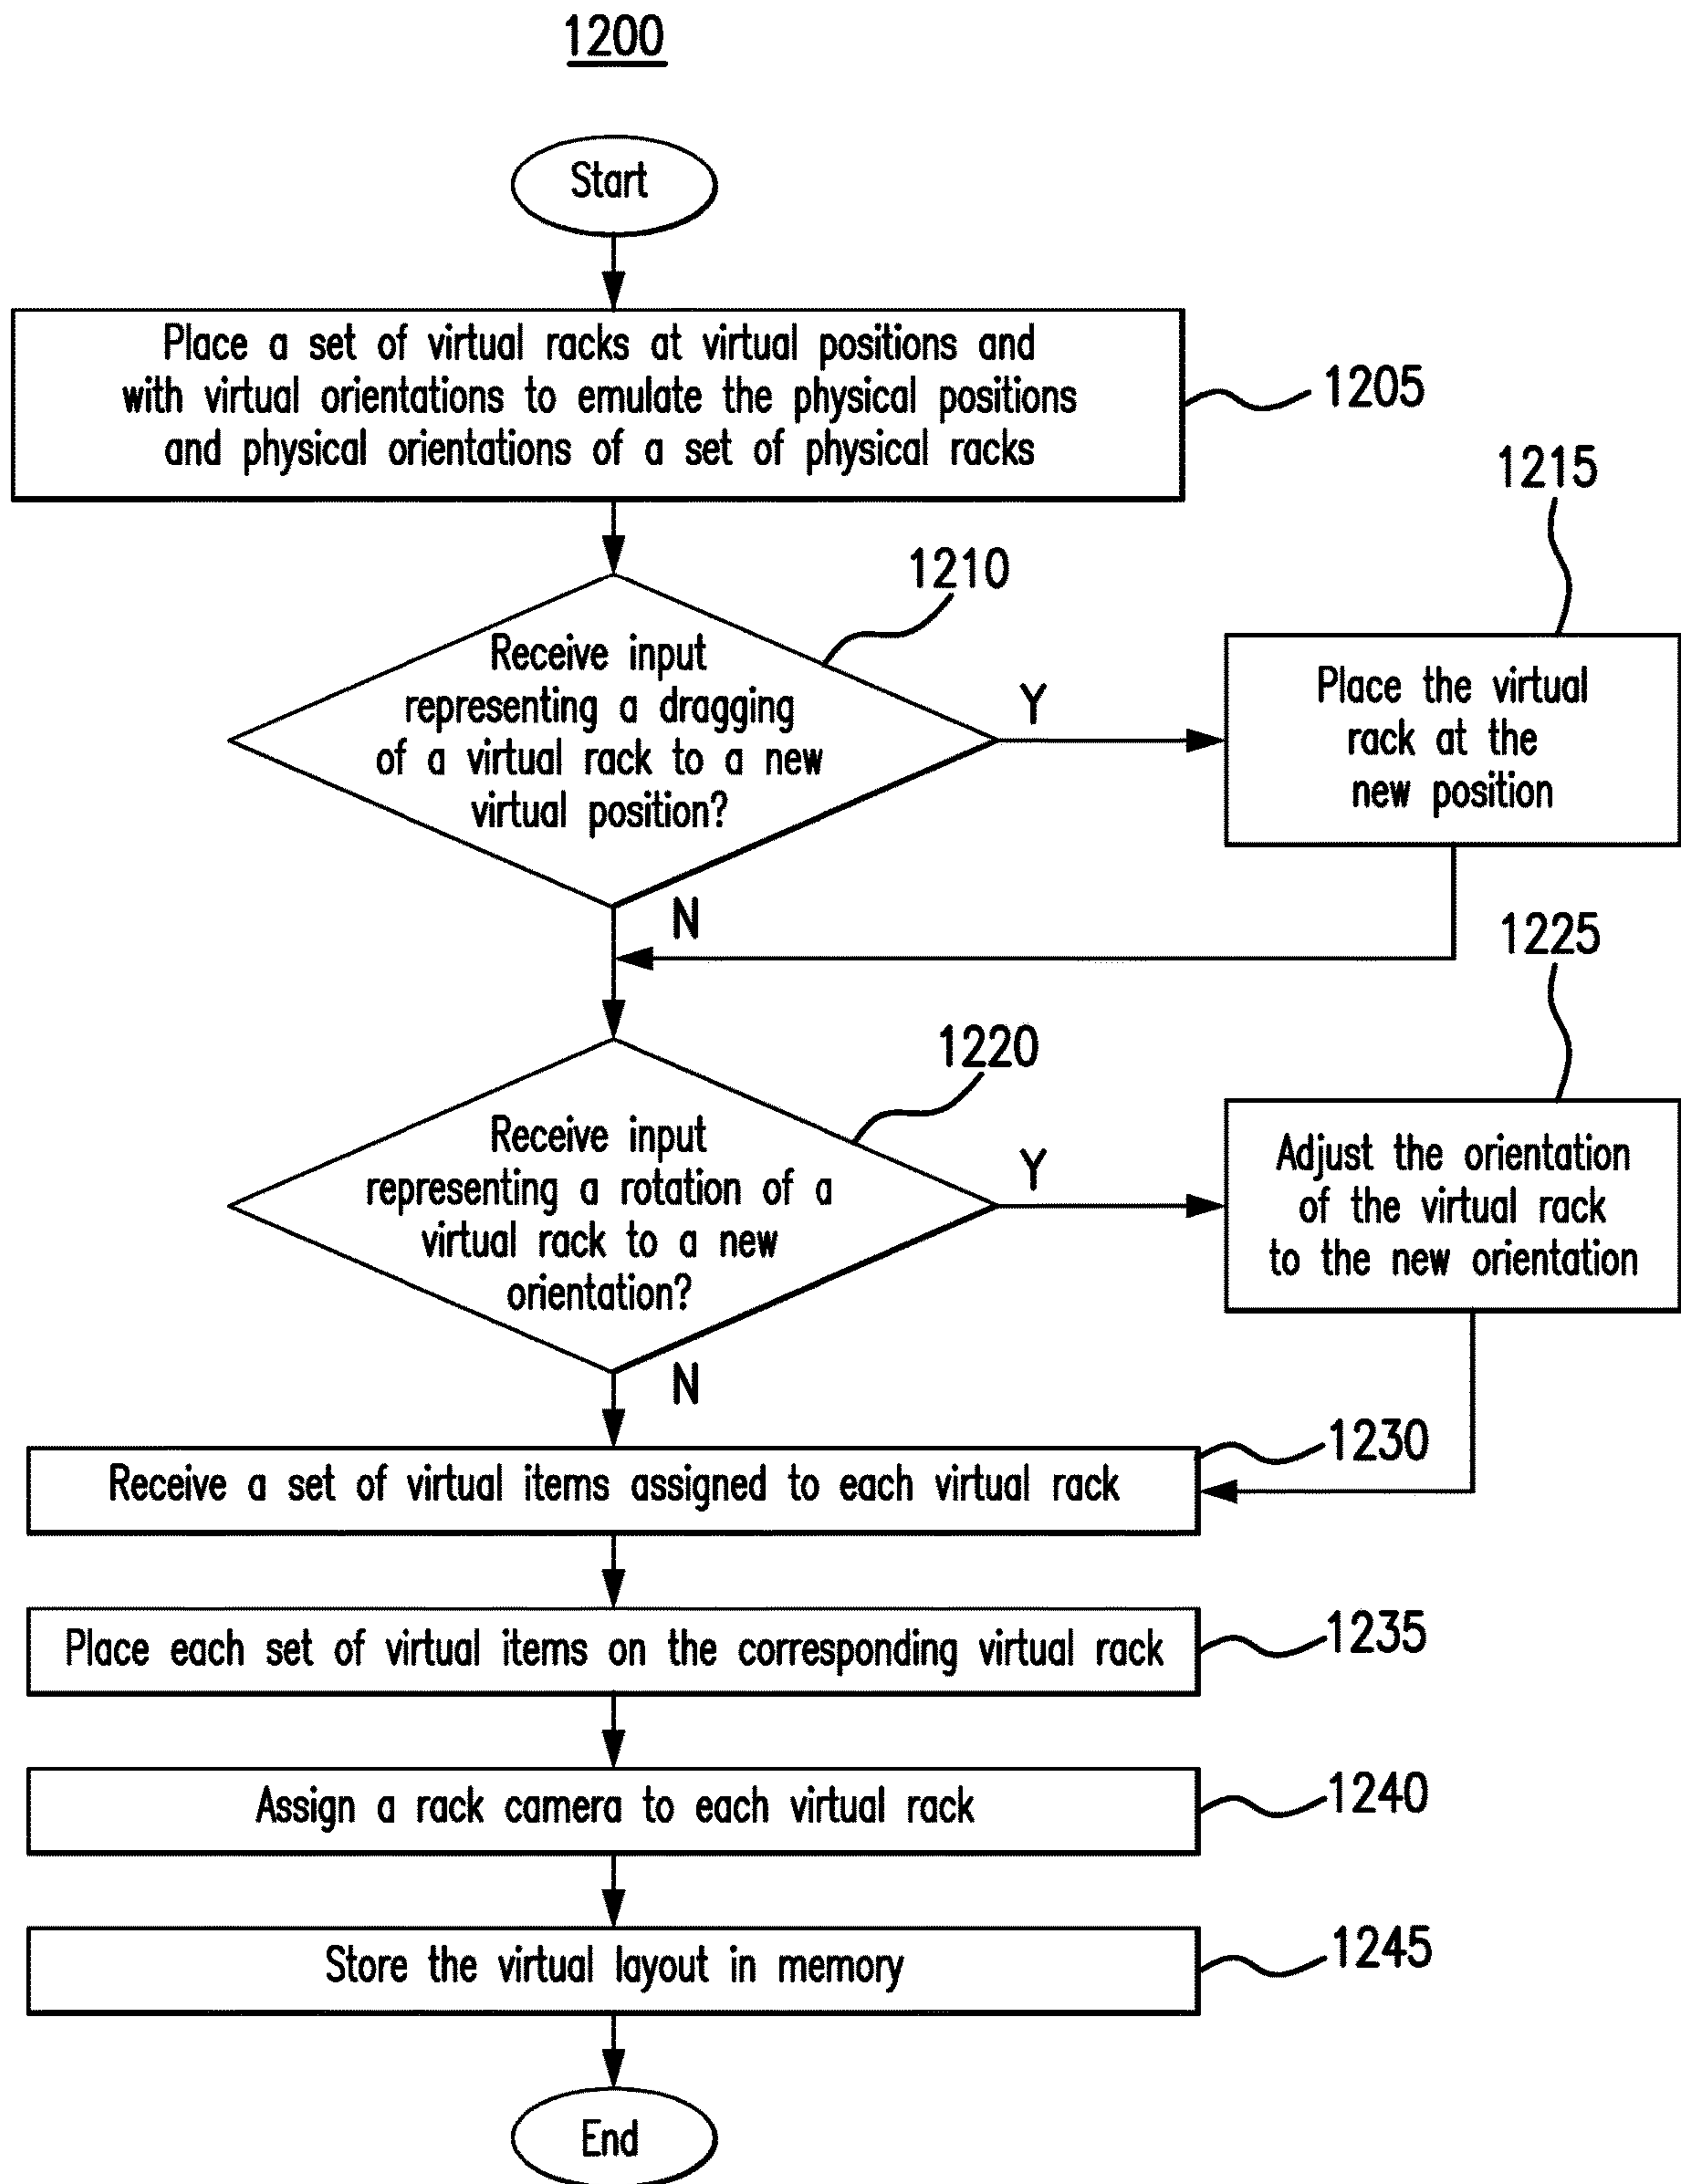 1200
Start
Place a set of virtual racks at virtual positions and
with virtual orientations to emulate the physical positions
and physical orientations of a set of physical racks
1205
1210
Receive input
representing a dragging
of a virtual rack to a new
virtual position?
Y
N
1215
Place the virtual
rack at the
new position
1220
Receive input
representing a rotation of a
virtual rack to a new
orientation?
Y
N
1225
Adjust the orientation
of the virtual rack
to the new orientation
Receive a set of virtual items assigned to each virtual rack
1230
Place each set of virtual items on the corresponding virtual rack
1235
Assign a rack camera to each virtual rack
1240
Store the virtual layout in memory
1245
End